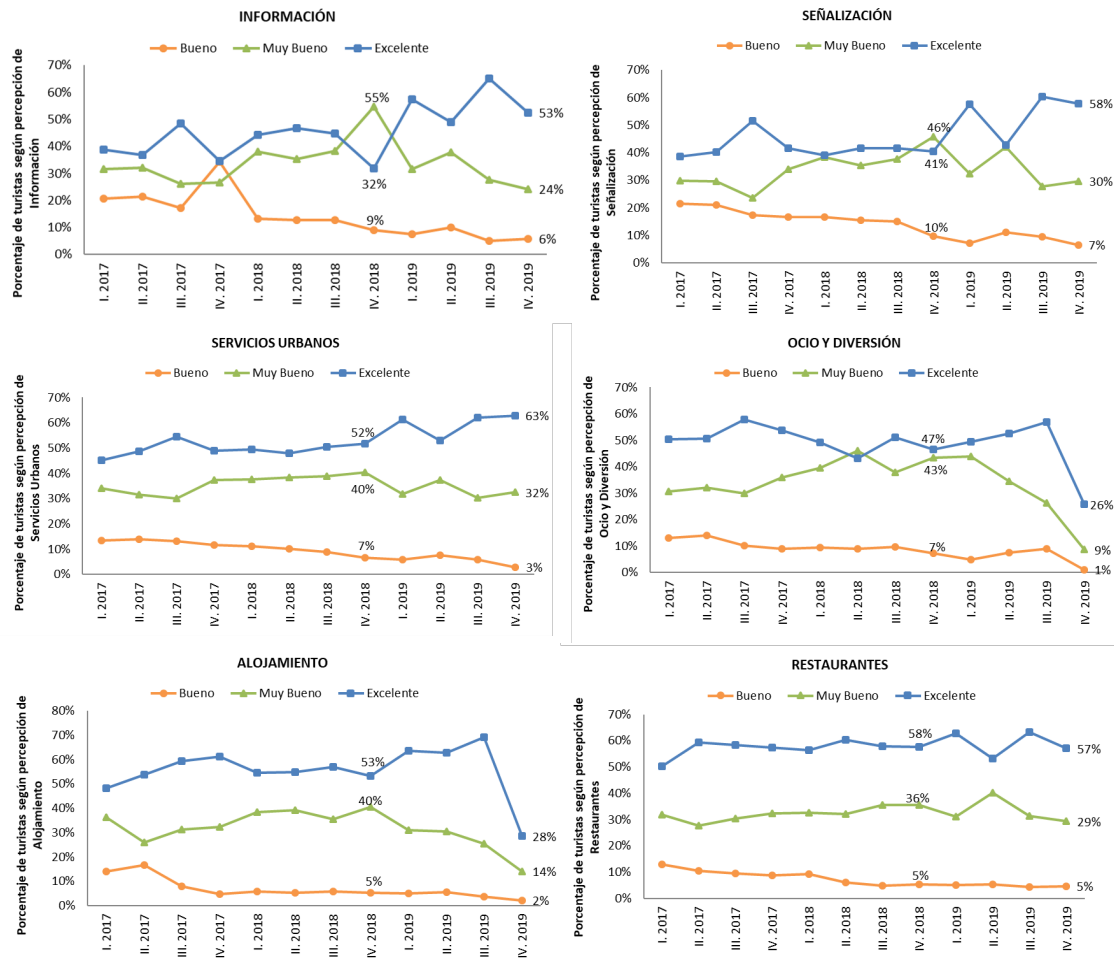 INFORMACIÓN
Bueno Muy Bueno Excelente
Porcentaje de turistas según percepción de
Información
70%
60%
50%
40%
30%
20%
10%
0%
55%
32%
9%
53%
24%
6%
I. 2017
II. 2017
III. 2017
IV. 2017
I. 2018
II. 2018
III. 2018
IV. 2018
I. 2019
II. 2019
III. 2019
IV. 2019
SEÑALIZACIÓN
Bueno Muy Bueno Excelente
Porcentaje de turistas según percepción de
Señalización
70%
60%
50%
40%
30%
20%
10%
0%
46%
41%
10%
58%
30%
7%
I. 2017
II. 2017
III. 2017
IV. 2017
I. 2018
II. 2018
III. 2018
IV. 2018
I. 2019
II. 2019
III. 2019
IV. 2019
SERVICIOS URBANOS
Bueno Muy Bueno Excelente
Porcentaje de turistas según percepción de
Servicios Urbanos
70%
60%
50%
40%
30%
20%
10%
0%
52%
40%
7%
63%
32%
3%
I. 2017
II. 2017
III. 2017
IV. 2017
I. 2018
II. 2018
III. 2018
IV. 2018
I. 2019
II. 2019
III. 2019
IV. 2019
OCIO Y DIVERSIÓN
Bueno Muy Bueno Excelente
Porcentaje de turistas según percepción de
Ocio y Diversión
70%
60%
50%
40%
30%
20%
10%
0%
47%
43%
7%
26%
9%
1%
I. 2017
II. 2017
III. 2017
IV. 2017
I. 2018
II. 2018
III. 2018
IV. 2018
I. 2019
II. 2019
III. 2019
IV. 2019
ALOJAMIENTO
Bueno Muy Bueno Excelente
Porcentaje de turistas según percepción de
Alojamiento
80%
70%
60%
50%
40%
30%
20%
10%
0%
53%
40%
5%
28%
14%
2%
I. 2017
II. 2017
III. 2017
IV. 2017
I. 2018
II. 2018
III. 2018
IV. 2018
I. 2019
II. 2019
III. 2019
IV. 2019
RESTAURANTES
Bueno Muy Bueno Excelente
Porcentaje de turistas según percepción de
Restaurantes
70%
60%
50%
40%
30%
20%
10%
0%
58%
36%
5%
57%
29%
5%
I. 2017
II. 2017
III. 2017
IV. 2017
I. 2018
II. 2018
III. 2018
IV. 2018
I. 2019
II. 2019
III. 2019
IV. 2019